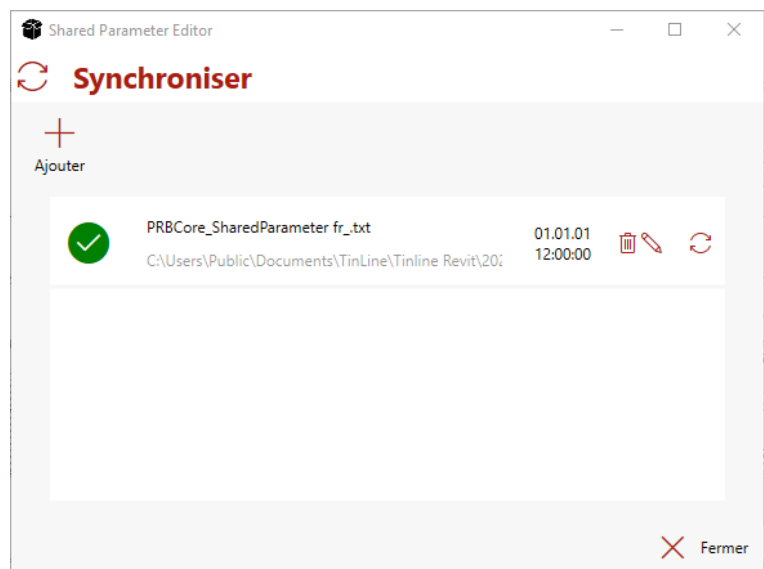 Shared Parameter Editor
Synchroniser
Ajouter
PRBCore_SharedParameter fr_.txt
C:\Users\Public\Documents\TinLine\Tinline Revit\202
01.01.01
12:00:00
Fermer